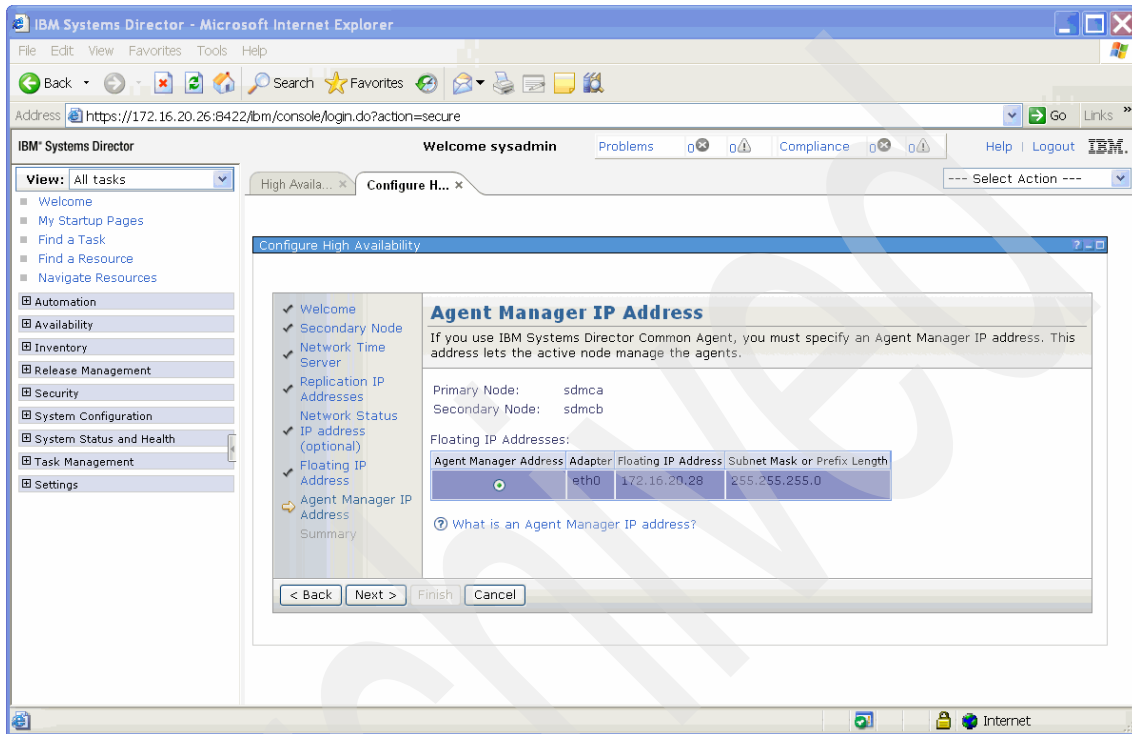 IBM Systems Director - Microsoft Internet Explorer
File Edit View Favorites Tools Help
Back Search Favorites
Address https://172.16.20.26:8422/ibm/console/login.do?action=secure Go Links »
IBM® Systems Director Welcome sysadmin Problems 0 0 Compliance 0 0 Help | Logout IBM.
View: All tasks
High Availa... × Configure H... × --- Select Action ---
Welcome
My Startup Pages
Find a Task
Find a Resource
Navigate Resources
Automation
Availability
Inventory
Release Management
Security
System Configuration
System Status and Health
Task Management
Settings
Configure High Availability ?
Welcome
Secondary Node
Network Time
Server
Replication IP
Addresses
Network Status
IP address
(optional)
Floating IP
Address
Agent Manager IP
Address
Summary
Agent Manager IP Address
If you use IBM Systems Director Common Agent, you must specify an Agent Manager IP address. This
address lets the active node manage the agents.
Primary Node: sdmca
Secondary Node: sdmcb
Floating IP Addresses:
Agent Manager Address Adapter Floating IP Address Subnet Mask or Prefix Length
eth0 172.16.20.28 255.255.255.0
? What is an Agent Manager IP address?
< Back Next > Finish Cancel
Internet